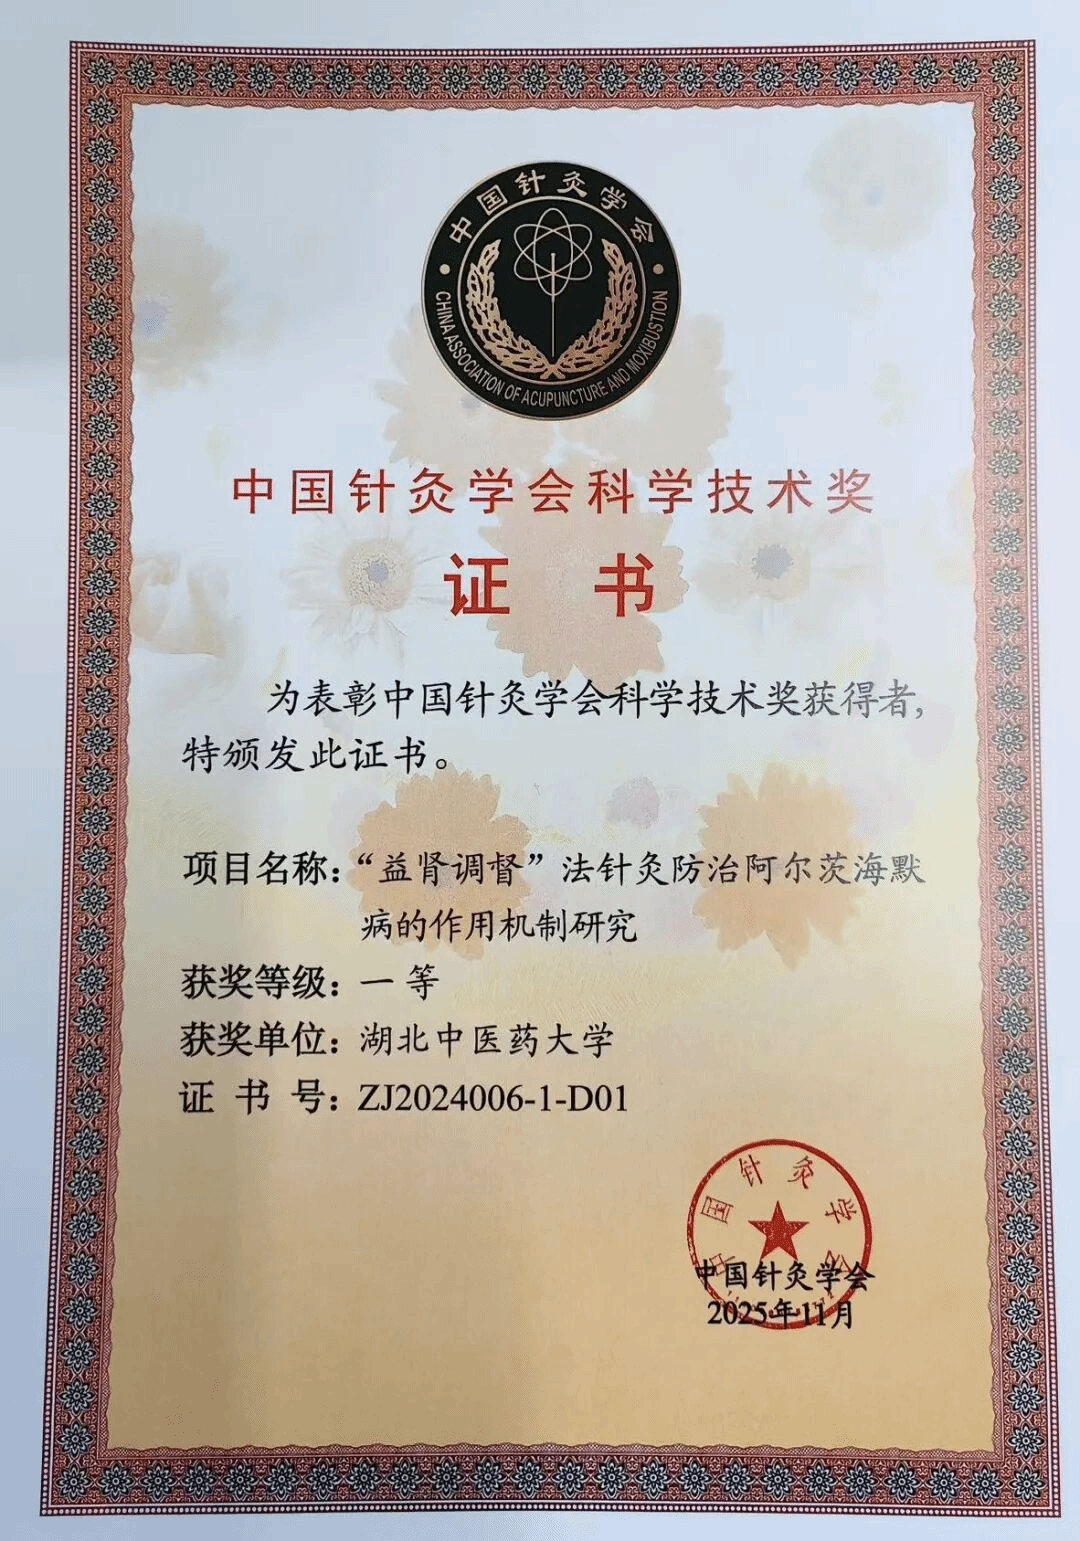 中国针灸学会
CHINA ASSOCIATION OF ACUPUNCTURE AND MOXIBUSTION
中国针灸学会科学技术奖
证 书
为表彰中国针灸学会科学技术奖获得者,
特颁发此证书。
项目名称:“益肾调督”法针灸防治阿尔茨海默
病的作用机制研究
获奖等级:一等
获奖单位:湖北中医药大学
证 书 号:ZJ2024006-1-D01
中国针灸学会
中国针灸学会
2025年11月